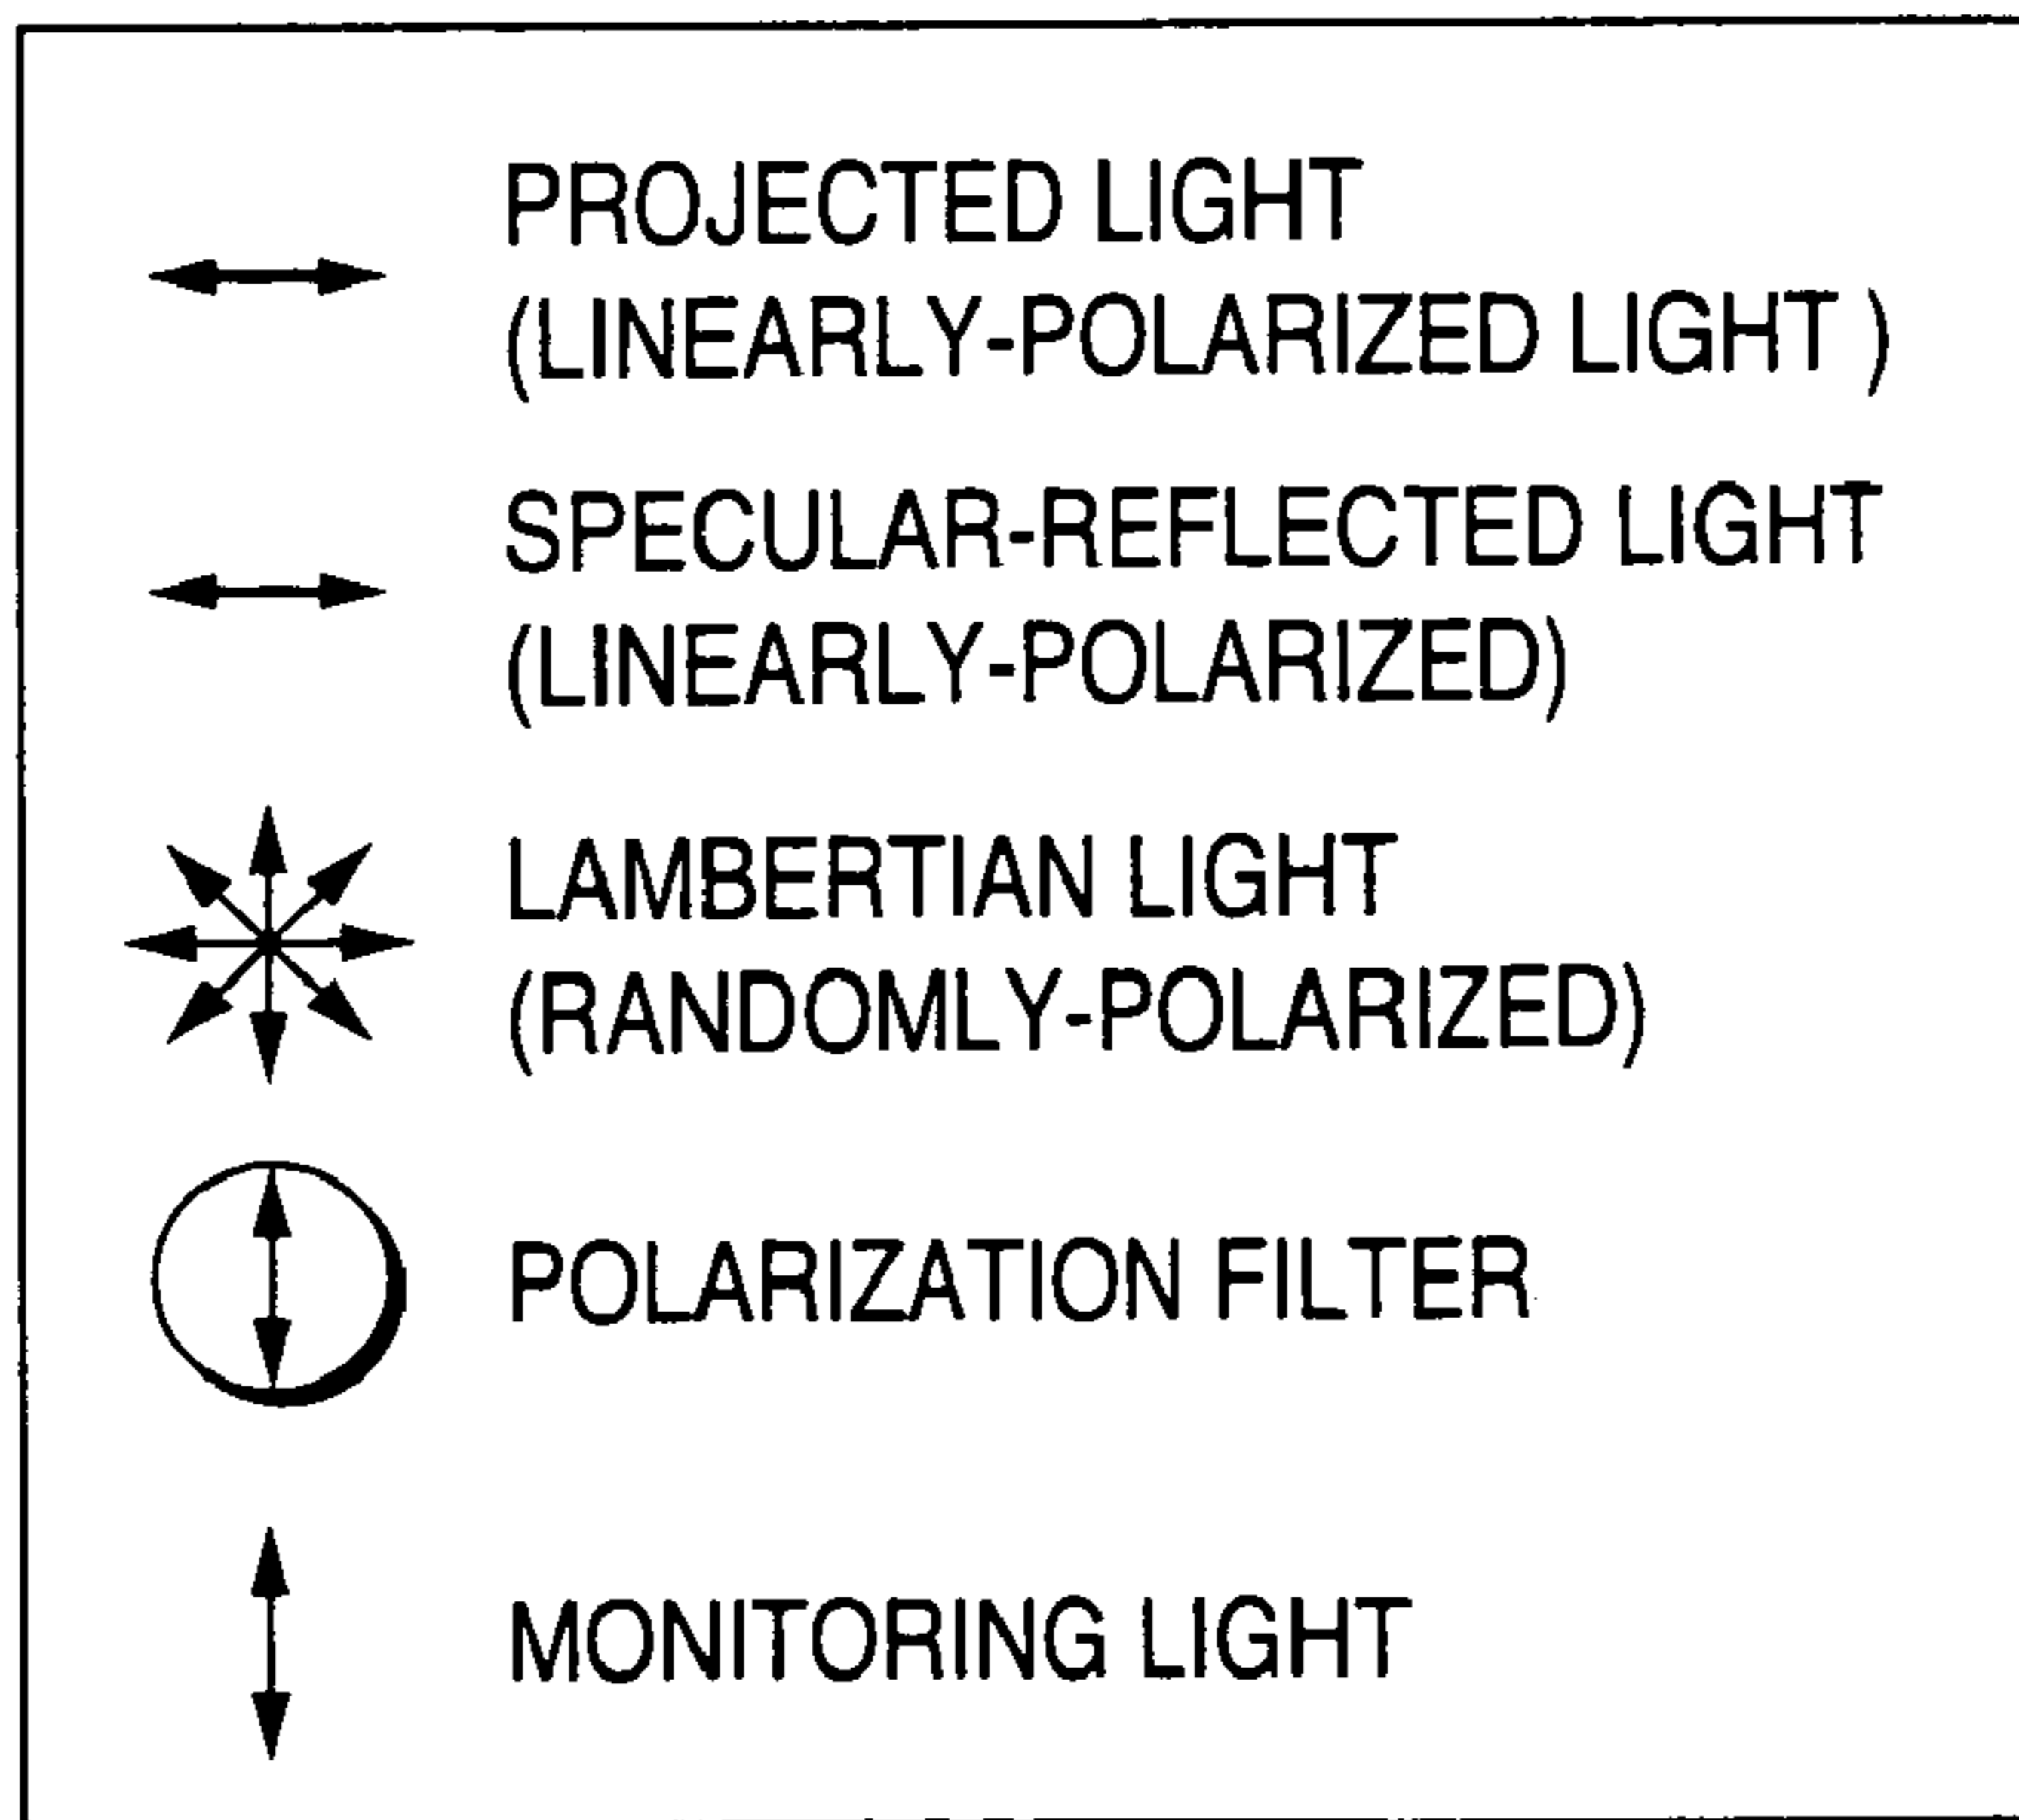 PROJECTED LIGHT
(LINEARLY-POLARIZED LIGHT )
SPECULAR-REFLECTED LIGHT
(LINEARLY-POLARIZED)
LAMBERTIAN LIGHT
(RANDOMLY-POLARIZED)
POLARIZATION FILTER
MONITORING LIGHT